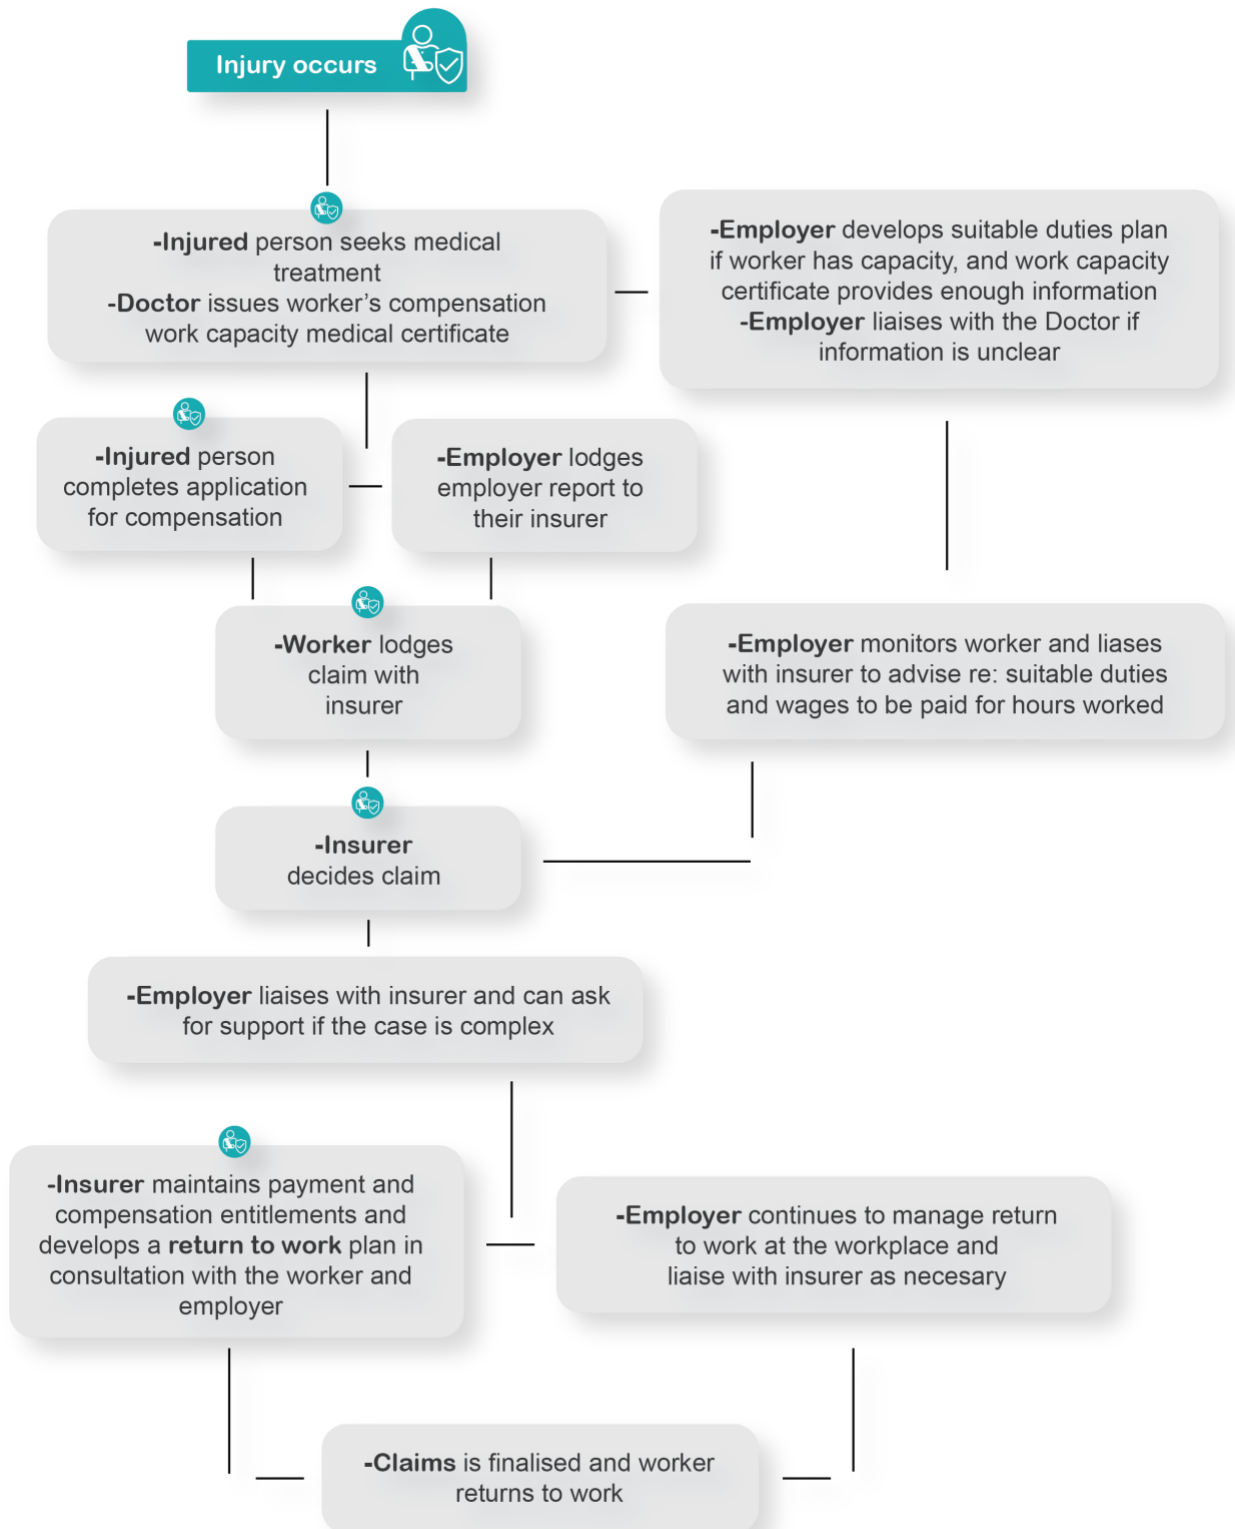 Injury occurs
-Injured person seeks medical
treatment
-Doctor issues worker's compensation
work capacity medical certificate
-Employer develops suitable duties plan
if worker has capacity, and work capacity
certificate provides enough information
-Employer liaises with the Doctor if
information is unclear
-Injured person
completes application
for compensation
-Employer lodges
employer report to
their insurer
-Worker lodges
claim with
insurer
-Employer monitors worker and liases
with insurer to advise re: suitable duties
and wages to be paid for hours worked
-Insurer
decides claim
-Employer liaises with insurer and can ask
for support if the case is complex
-Insurer maintains payment and
compensation entitlements and
develops a return to work plan in
consultation with the worker and
employer
-Employer continues to manage return
to work at the workplace and
liaise with insurer as necesary
-Claims is finalised and worker
returns to work